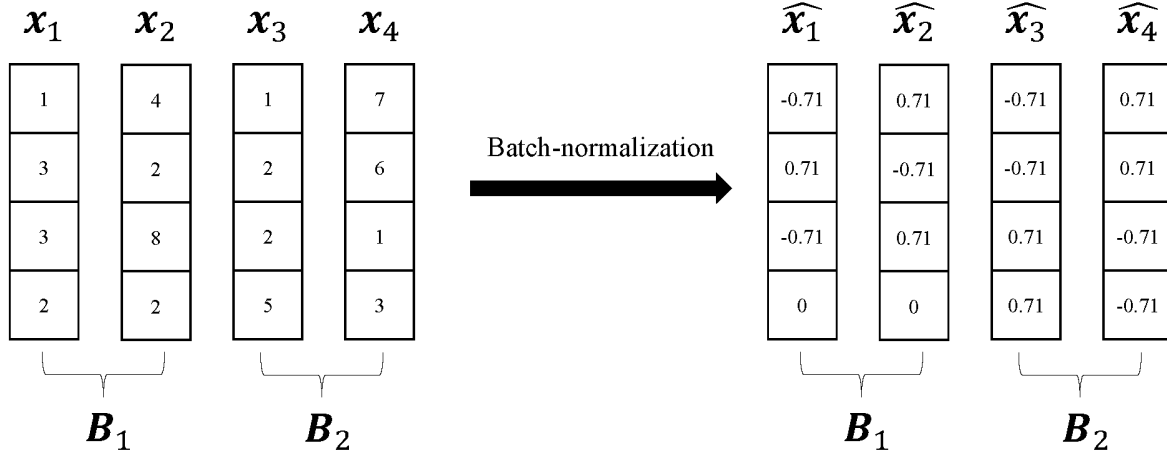 x₁ x₂ x₃ x₄ x̂₁ x̂₂ x̂₃ x̂₄
1 4 1 7 -0.71 0.71 -0.71 0.71
Batch-normalization
3 2 2 6 0.71 -0.71 -0.71 0.71
3 8 2 1 -0.71 0.71 0.71 -0.71
2 2 5 3 0 0 0.71 -0.71
B₁ B₂ B₁ B₂